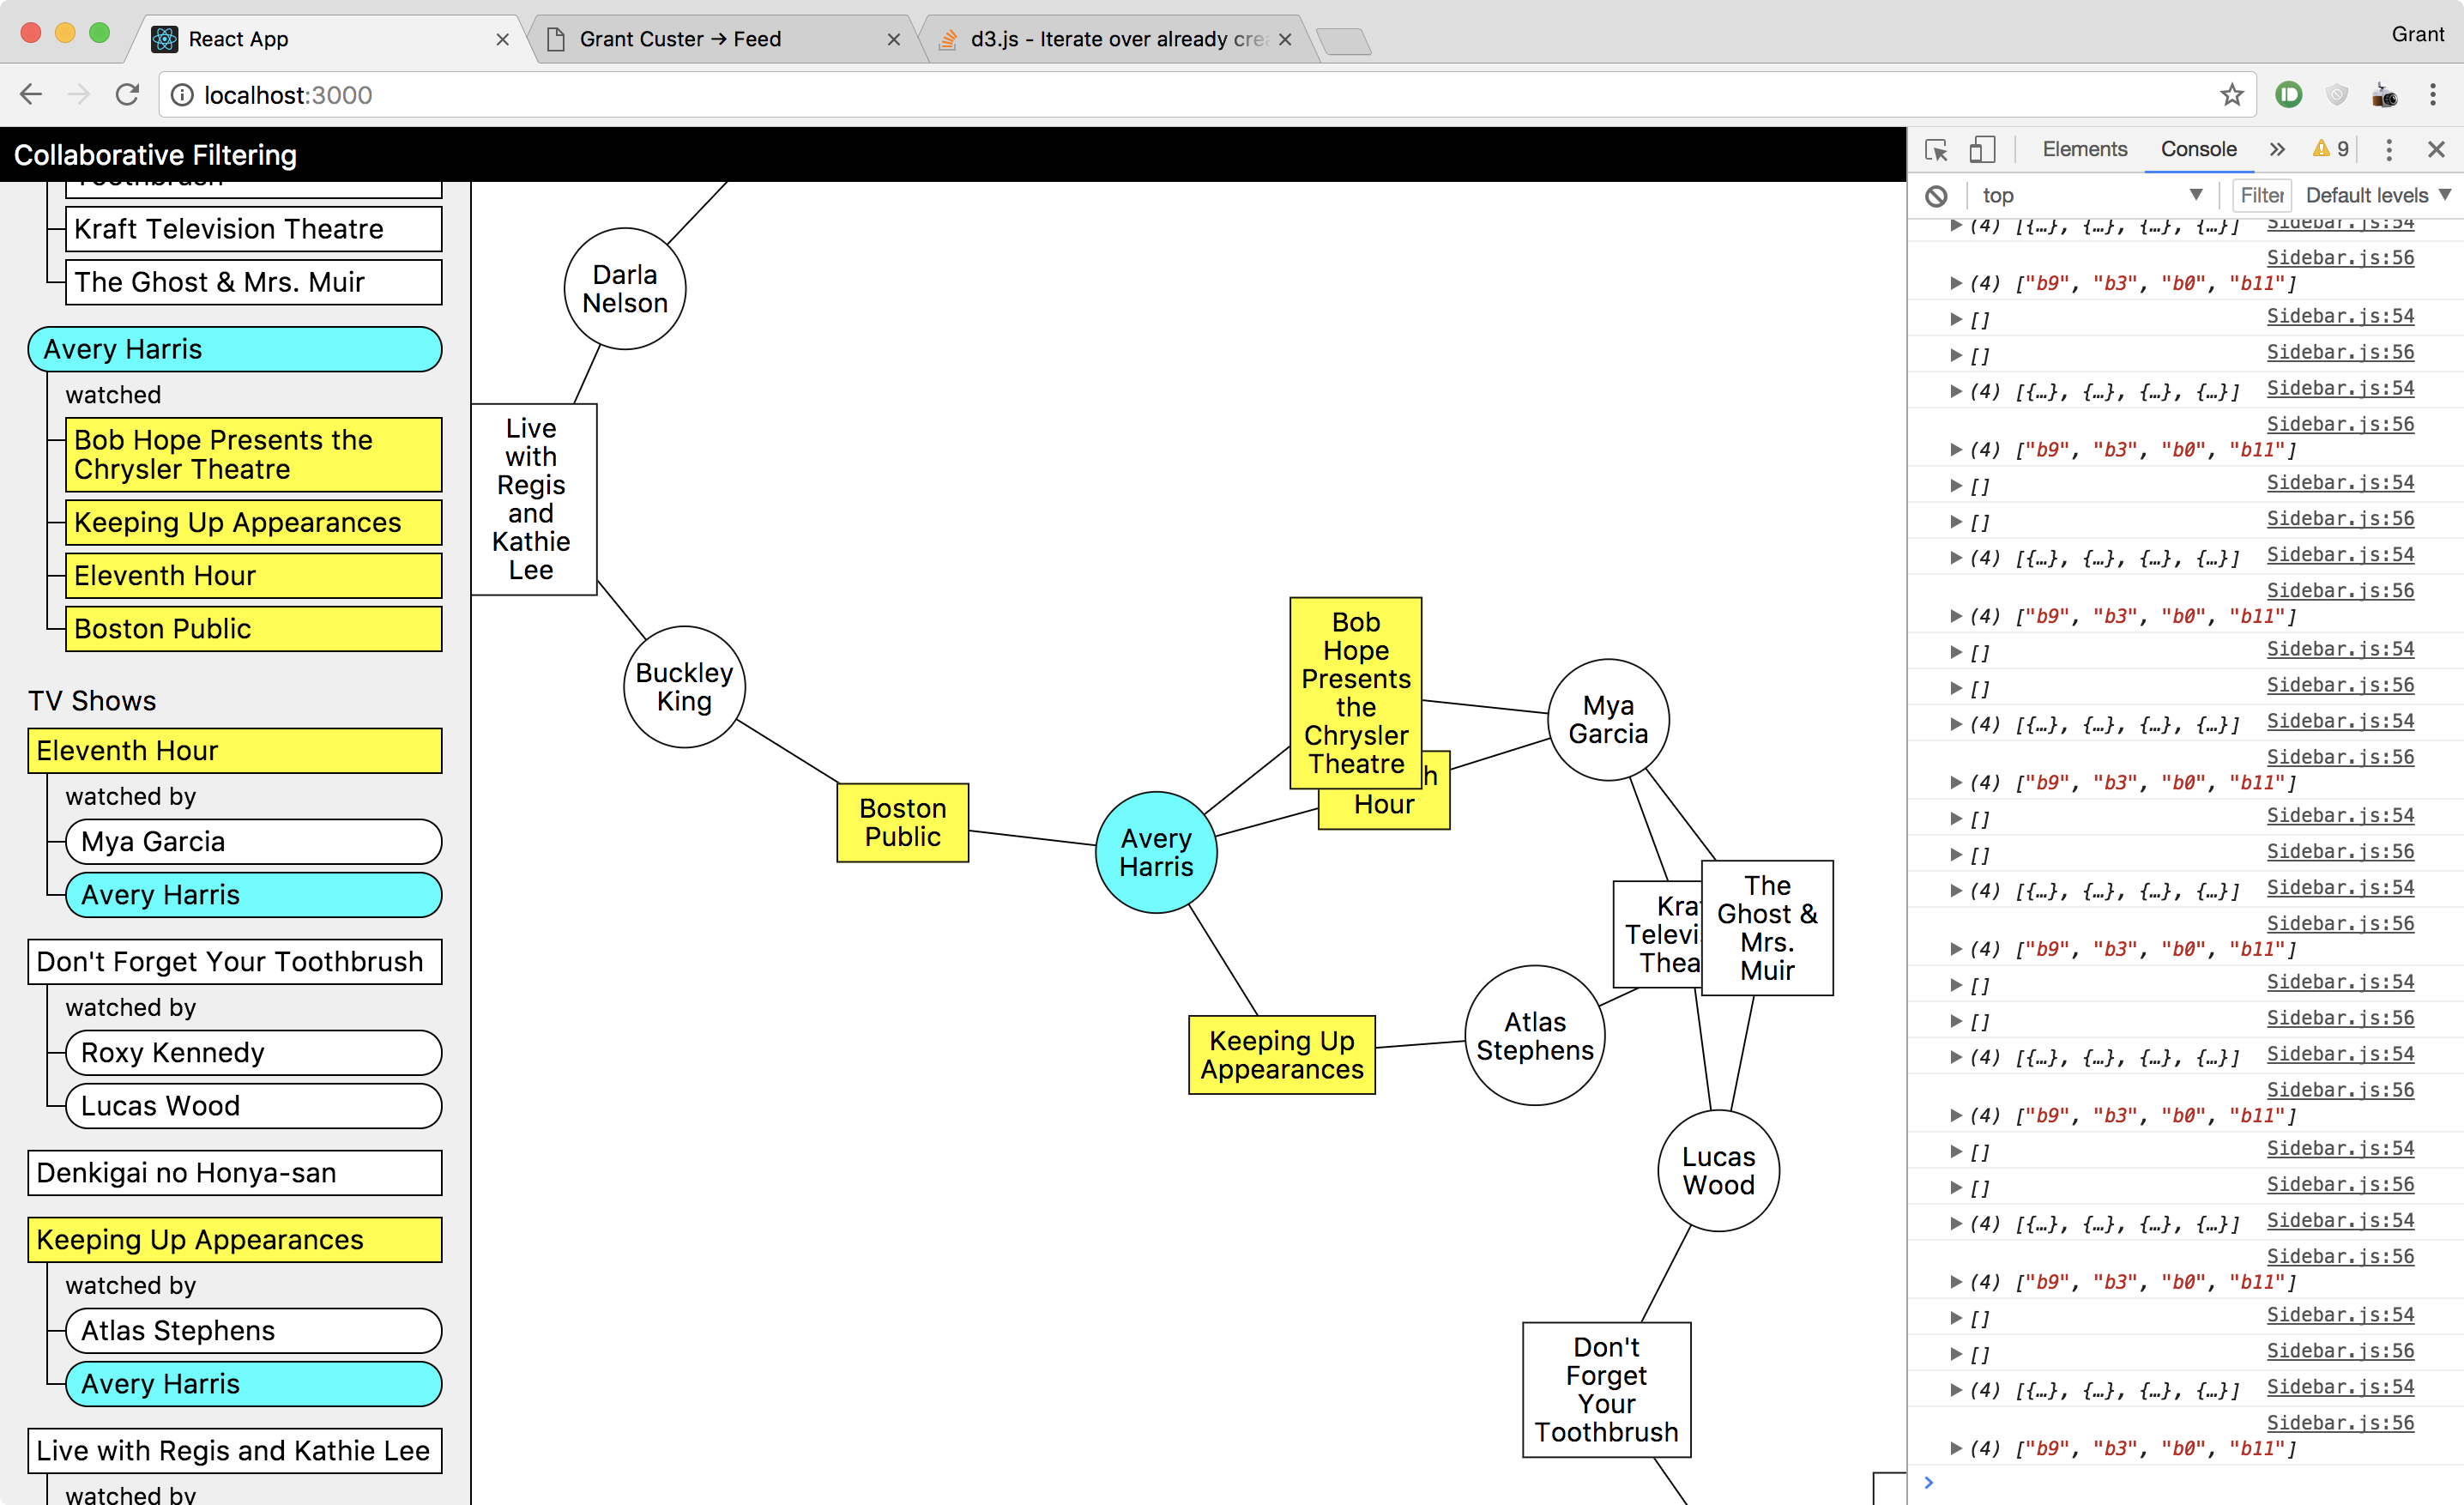 React App
Grant Custer → Feed
d3.js - Iterate over already cre
Grant
localhost:3000
Collaborative Filtering
Toothbrush
Kraft Television Theatre
The Ghost & Mrs. Muir
Avery Harris
watched
Bob Hope Presents the
Chrysler Theatre
Keeping Up Appearances
Eleventh Hour
Boston Public
TV Shows
Eleventh Hour
watched by
Mya Garcia
Avery Harris
Don't Forget Your Toothbrush
watched by
Roxy Kennedy
Lucas Wood
Denkigai no Honya-san
Keeping Up Appearances
watched by
Atlas Stephens
Avery Harris
Live with Regis and Kathie Lee
watched by
Darla
Nelson
Live
with
Regis
and
Kathie
Lee
Buckley
King
Boston
Public
Avery
Harris
Bob
Hope
Presents
the
Chrysler
Theatre
h
Hour
Mya
Garcia
Kra
Televi
Thea
The
Ghost &
Mrs.
Muir
Keeping Up
Appearances
Atlas
Stephens
Lucas
Wood
Don't
Forget
Your
Toothbrush
Elements
Console
» 9
top
Filter
Default levels
(4) [{…}, {…}, {…}, {…}] Sidebar.js:54
Sidebar.js:56
(4) ["b9", "b3", "b0", "b11"]
[] Sidebar.js:54
[] Sidebar.js:56
(4) [{…}, {…}, {…}, {…}] Sidebar.js:54
Sidebar.js:56
(4) ["b9", "b3", "b0", "b11"]
[] Sidebar.js:54
[] Sidebar.js:56
(4) [{…}, {…}, {…}, {…}] Sidebar.js:54
Sidebar.js:56
(4) ["b9", "b3", "b0", "b11"]
[] Sidebar.js:54
[] Sidebar.js:56
(4) [{…}, {…}, {…}, {…}] Sidebar.js:54
Sidebar.js:56
(4) ["b9", "b3", "b0", "b11"]
[] Sidebar.js:54
[] Sidebar.js:56
(4) [{…}, {…}, {…}, {…}] Sidebar.js:54
Sidebar.js:56
(4) ["b9", "b3", "b0", "b11"]
[] Sidebar.js:54
[] Sidebar.js:56
(4) [{…}, {…}, {…}, {…}] Sidebar.js:54
Sidebar.js:56
(4) ["b9", "b3", "b0", "b11"]
[] Sidebar.js:54
[] Sidebar.js:56
(4) [{…}, {…}, {…}, {…}] Sidebar.js:54
Sidebar.js:56
(4) ["b9", "b3", "b0", "b11"]
[] Sidebar.js:54
[] Sidebar.js:56
(4) [{…}, {…}, {…}, {…}] Sidebar.js:54
Sidebar.js:56
(4) ["b9", "b3", "b0", "b11"]